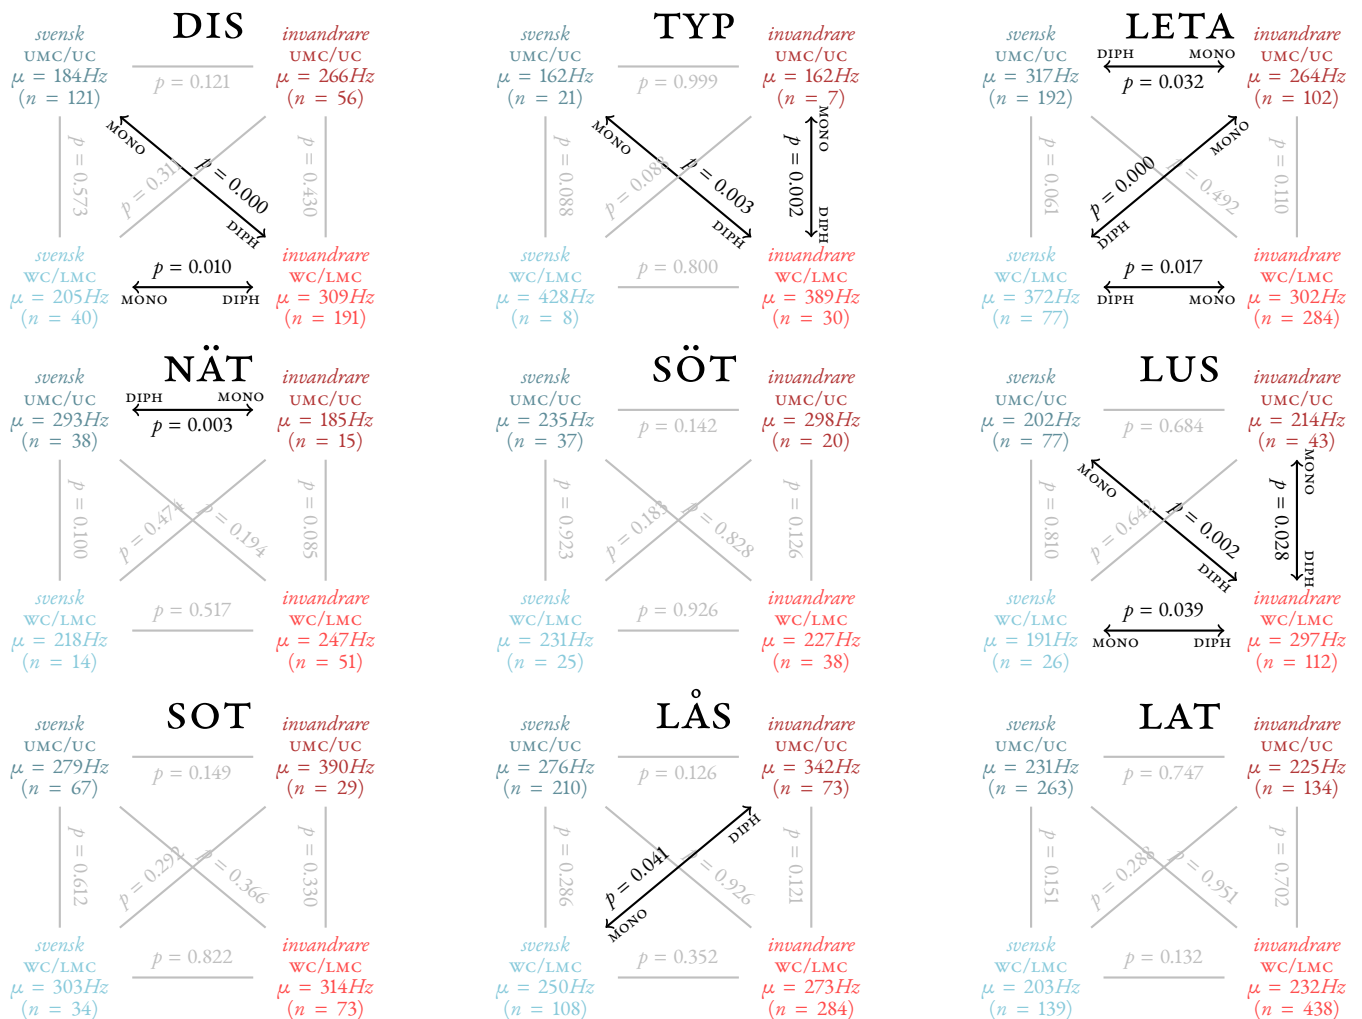 DIS
svensk
UMC/UC
μ = 184Hz
(n = 121)
p = 0.121
invandrare
UMC/UC
μ = 266Hz
(n = 56)
p = 0.573
MONO
p = 0.000
DIPH
p = 0.430
svensk
WC/LMC
μ = 205Hz
(n = 40)
p = 0.010
MONO DIPH
invandrare
WC/LMC
μ = 309Hz
(n = 191)
TYP
svensk
UMC/UC
μ = 162Hz
(n = 21)
p = 0.999
invandrare
UMC/UC
μ = 162Hz
(n = 7)
p = 0.088
MONO
p = 0.003
DIPH
MONO
p = 0.002
DIPH
svensk
WC/LMC
μ = 428Hz
(n = 8)
p = 0.800
invandrare
WC/LMC
μ = 389Hz
(n = 30)
LETA
svensk
UMC/UC
μ = 317Hz
(n = 192)
DIPH MONO
p = 0.032
invandrare
UMC/UC
μ = 264Hz
(n = 102)
p = 0.061
MONO
p = 0.000
DIPH
p = 0.492
p = 0.110
svensk
WC/LMC
μ = 372Hz
(n = 77)
p = 0.017
DIPH MONO
invandrare
WC/LMC
μ = 302Hz
(n = 284)
NÄT
svensk
UMC/UC
μ = 293Hz
(n = 38)
DIPH MONO
p = 0.003
invandrare
UMC/UC
μ = 185Hz
(n = 15)
p = 0.100
p = 0.474
p = 0.194
p = 0.085
svensk
WC/LMC
μ = 218Hz
(n = 14)
p = 0.517
invandrare
WC/LMC
μ = 247Hz
(n = 51)
SÖT
svensk
UMC/UC
μ = 235Hz
(n = 37)
p = 0.142
invandrare
UMC/UC
μ = 298Hz
(n = 20)
p = 0.923
p = 0.183
p = 0.828
p = 0.126
svensk
WC/LMC
μ = 231Hz
(n = 25)
p = 0.926
invandrare
WC/LMC
μ = 227Hz
(n = 38)
LUS
svensk
UMC/UC
μ = 202Hz
(n = 77)
p = 0.684
invandrare
UMC/UC
μ = 214Hz
(n = 43)
p = 0.810
MONO
p = 0.002
DIPH
MONO
p = 0.028
DIPH
svensk
WC/LMC
μ = 191Hz
(n = 26)
p = 0.039
MONO DIPH
invandrare
WC/LMC
μ = 297Hz
(n = 112)
SOT
svensk
UMC/UC
μ = 279Hz
(n = 67)
p = 0.149
invandrare
UMC/UC
μ = 390Hz
(n = 29)
p = 0.612
p = 0.292
p = 0.366
p = 0.330
svensk
WC/LMC
μ = 303Hz
(n = 34)
p = 0.822
invandrare
WC/LMC
μ = 314Hz
(n = 73)
LÅS
svensk
UMC/UC
μ = 276Hz
(n = 210)
p = 0.126
invandrare
UMC/UC
μ = 342Hz
(n = 73)
p = 0.286
DIPH
p = 0.041
MONO
p = 0.926
p = 0.121
svensk
WC/LMC
μ = 250Hz
(n = 108)
p = 0.352
invandrare
WC/LMC
μ = 273Hz
(n = 284)
LAT
svensk
UMC/UC
μ = 231Hz
(n = 263)
p = 0.747
invandrare
UMC/UC
μ = 225Hz
(n = 134)
p = 0.151
p = 0.288
p = 0.951
p = 0.702
svensk
WC/LMC
μ = 203Hz
(n = 139)
p = 0.132
invandrare
WC/LMC
μ = 232Hz
(n = 438)